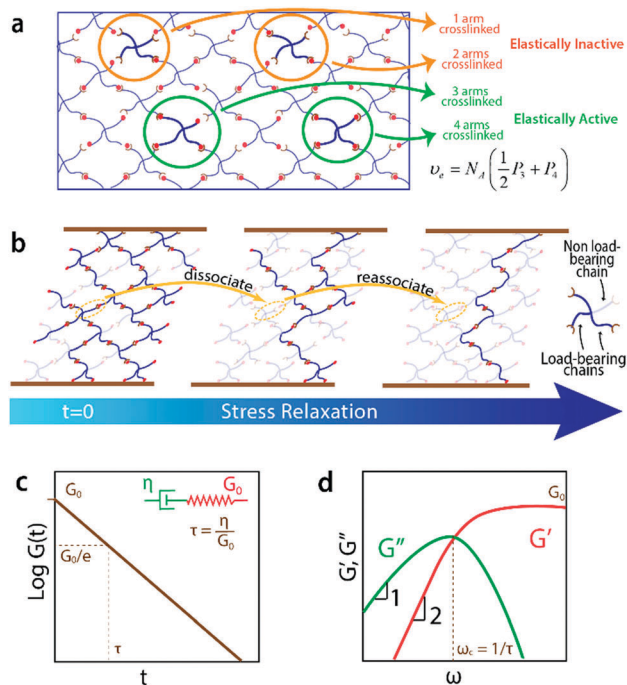 a
1 arm
crosslinked
2 arms
crosslinked
Elastically Inactive
3 arms
crosslinked
4 arms
crosslinked
Elastically Active
υₑ = N_A (1/2 P₃ + P₄)
b
dissociate
reassociate
Non load-
bearing
chain
Load-bearing
chains
t=0 Stress Relaxation
c
G₀
η G₀
τ = η/G₀
G₀/e
Log G(t)
τ
t
d
G₀
G″ G′
G′, G″
1
2
ω꜀ = 1/τ
ω